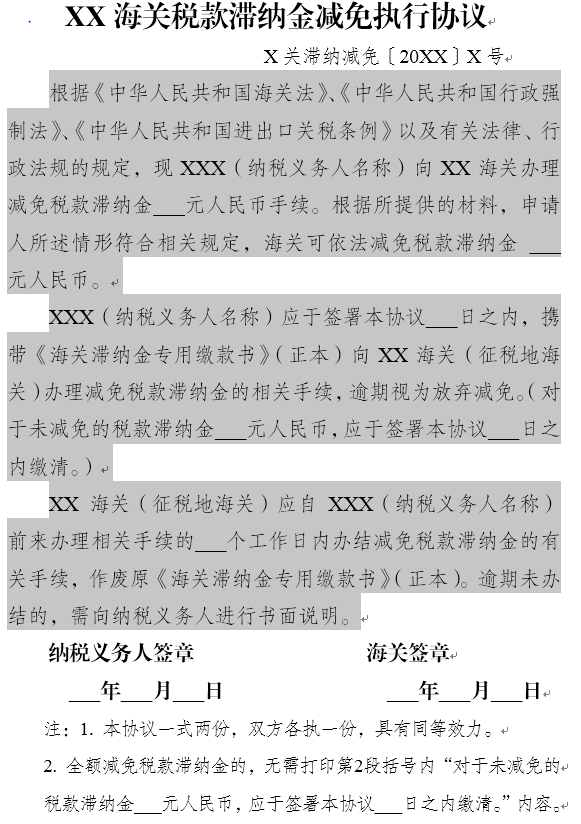 XX 海关税款滞纳金减免执行协议
X 关滞纳减免〔20XX〕X 号
根据《中华人民共和国海关法》、《中华人民共和国行政强
制法》、《中华人民共和国进出口关税条例》以及有关法律、行
政法规的规定，现 XXX（纳税义务人名称）向 XX 海关办理
减免税款滞纳金___元人民币手续。根据所提供的材料，申请
人所述情形符合相关规定，海关可依法减免税款滞纳金 ___
元人民币。
XXX（纳税义务人名称）应于签署本协议___日之内，携
带《海关滞纳金专用缴款书》（正本）向 XX 海关（征税地海
关）办理减免税款滞纳金的相关手续，逾期视为放弃减免。（对
于未减免的税款滞纳金___元人民币，应于签署本协议___日之
内缴清。）
XX 海关（征税地海关）应自 XXX（纳税义务人名称）
前来办理相关手续的___个工作日内办结减免税款滞纳金的有
关手续，作废原《海关滞纳金专用缴款书》（正本）。逾期未办
结的，需向纳税义务人进行书面说明。
纳税义务人签章 海关签章
___年___月___日 ___年___月___日
注：1. 本协议一式两份，双方各执一份，具有同等效力。
2. 全额减免税款滞纳金的，无需打印第2段括号内“对于未减免的
税款滞纳金___元人民币，应于签署本协议___日之内缴清。”内容。